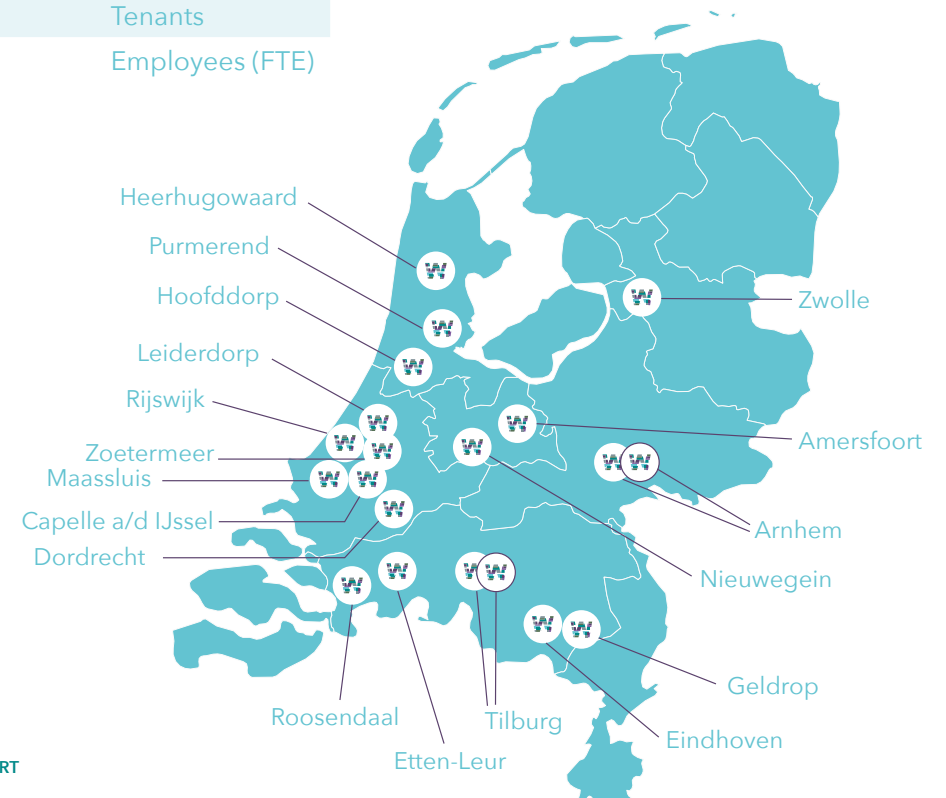 Tenants
Employees (FTE)
Heerhugowaard
Purmerend
Hoofddorp
Zwolle
Leiderdorp
Rijswijk
Amersfoort
Zoetermeer
Maassluis
Capelle a/d IJssel
Arnhem
Dordrecht
Nieuwegein
Geldrop
Roosendaal
Tilburg
Eindhoven
Etten-Leur
RT